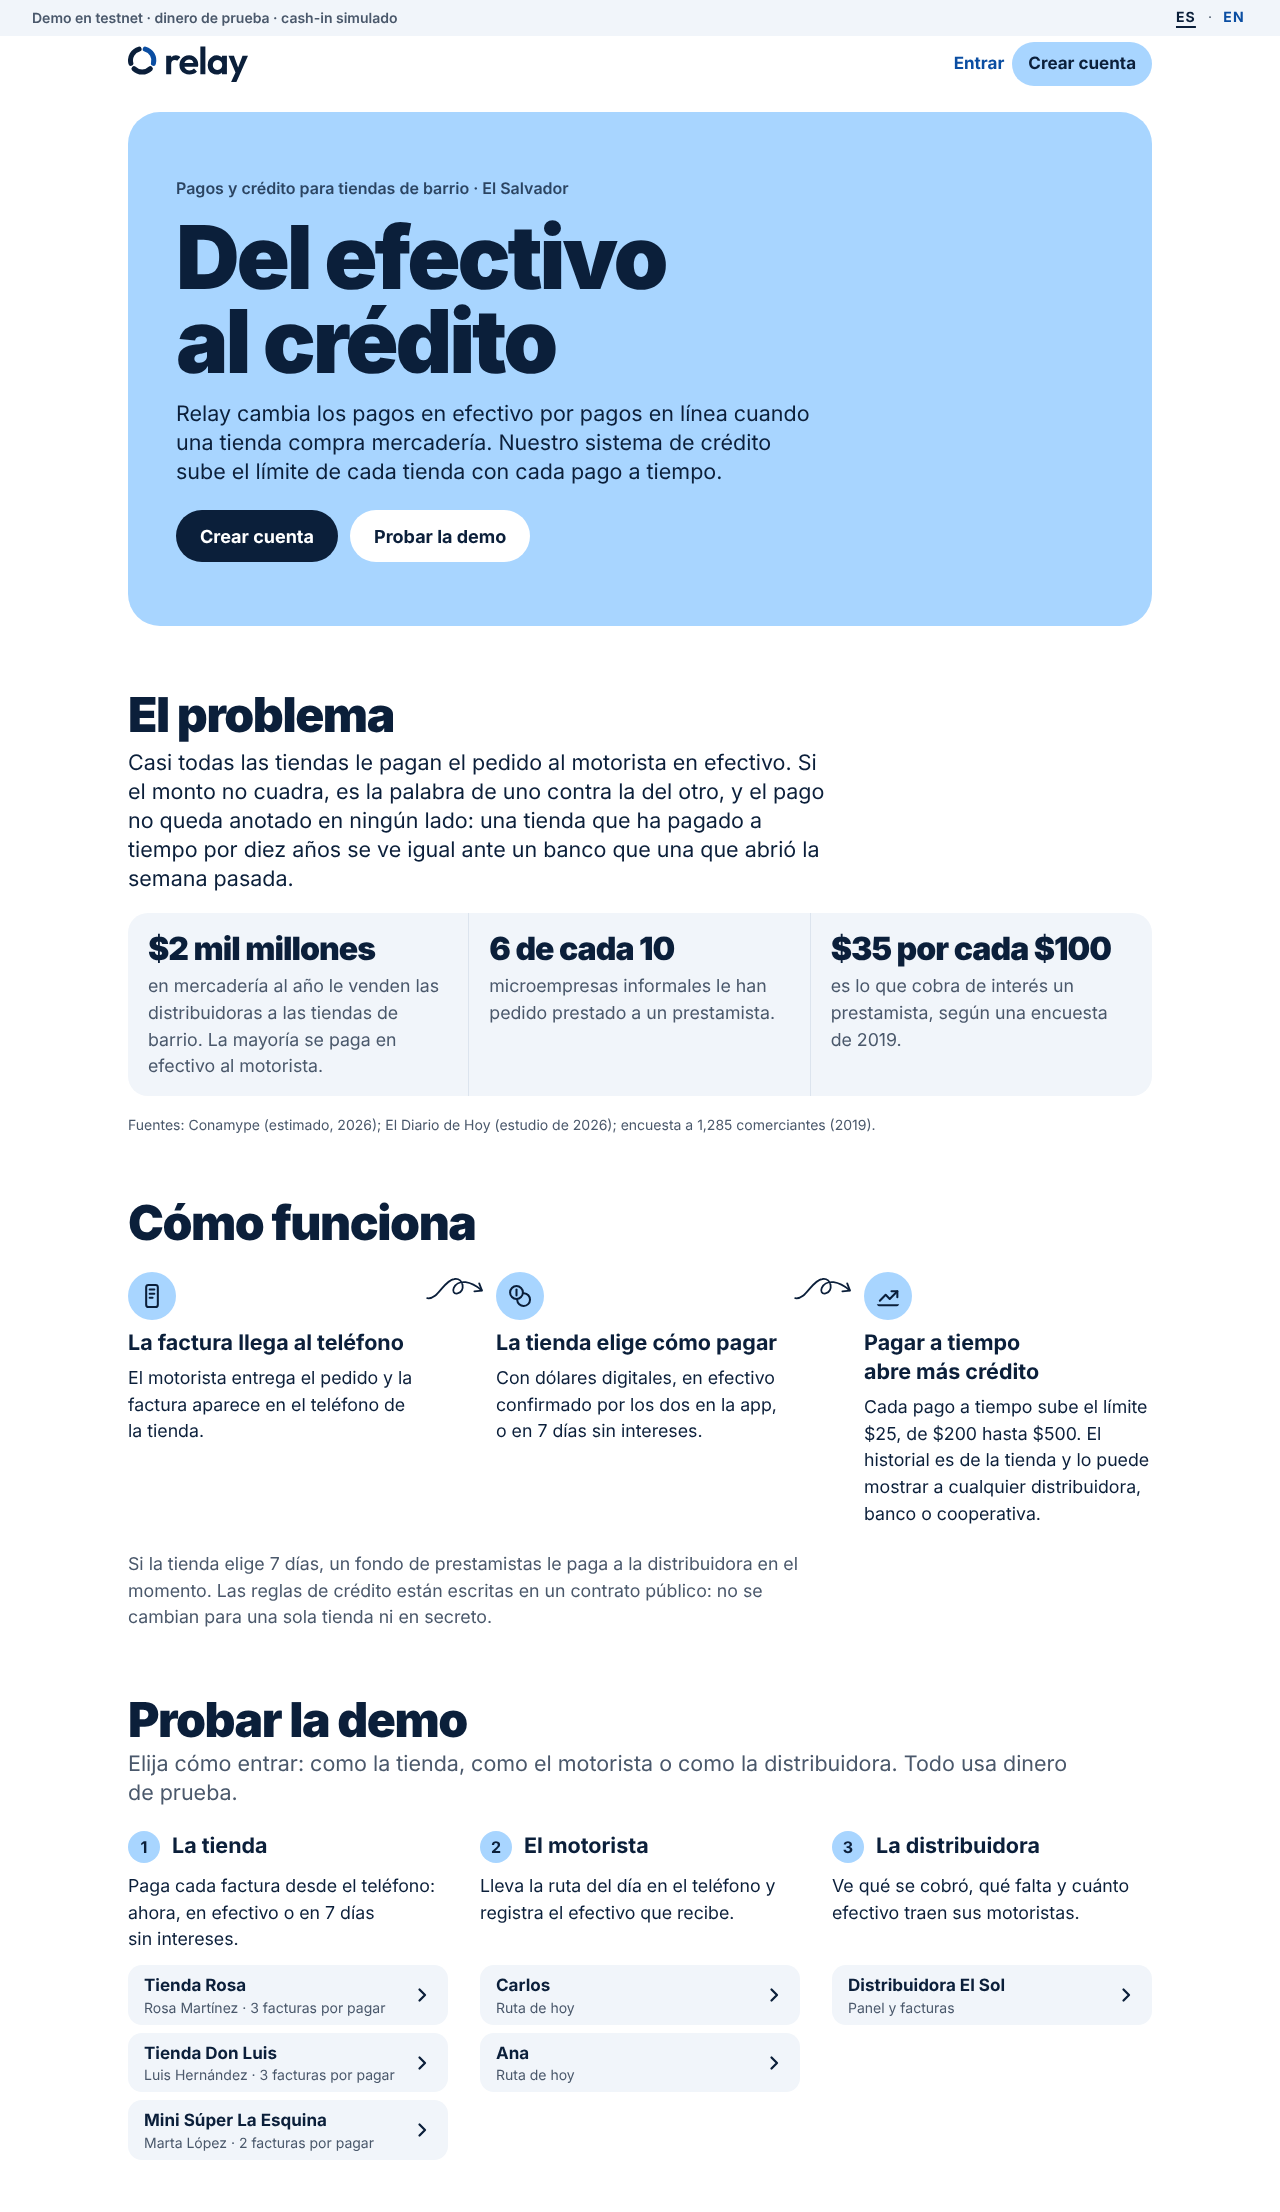 Demo en testnet · dinero de prueba · cash-in simulado
ES · EN
relay
Entrar
Crear cuenta
Pagos y crédito para tiendas de barrio · El Salvador
Del efectivo
al crédito
Relay cambia los pagos en efectivo por pagos en línea cuando
una tienda compra mercadería. Nuestro sistema de crédito
sube el límite de cada tienda con cada pago a tiempo.
Crear cuenta
Probar la demo
El problema
Casi todas las tiendas le pagan el pedido al motorista en efectivo. Si
el monto no cuadra, es la palabra de uno contra la del otro, y el pago
no queda anotado en ningún lado: una tienda que ha pagado a
tiempo por diez años se ve igual ante un banco que una que abrió la
semana pasada.
$2 mil millones
en mercadería al año le venden las
distribuidoras a las tiendas de
barrio. La mayoría se paga en
efectivo al motorista.
6 de cada 10
microempresas informales le han
pedido prestado a un prestamista.
$35 por cada $100
es lo que cobra de interés un
prestamista, según una encuesta
de 2019.
Fuentes: Conamype (estimado, 2026); El Diario de Hoy (estudio de 2026); encuesta a 1,285 comerciantes (2019).
Cómo funciona
La factura llega al teléfono
El motorista entrega el pedido y la
factura aparece en el teléfono de
la tienda.
La tienda elige cómo pagar
Con dólares digitales, en efectivo
confirmado por los dos en la app,
o en 7 días sin intereses.
Pagar a tiempo
abre más crédito
Cada pago a tiempo sube el límite
$25, de $200 hasta $500. El
historial es de la tienda y lo puede
mostrar a cualquier distribuidora,
banco o cooperativa.
Si la tienda elige 7 días, un fondo de prestamistas le paga a la distribuidora en el
momento. Las reglas de crédito están escritas en un contrato público: no se
cambian para una sola tienda ni en secreto.
Probar la demo
Elija cómo entrar: como la tienda, como el motorista o como la distribuidora. Todo usa dinero
de prueba.
1 La tienda
Paga cada factura desde el teléfono:
ahora, en efectivo o en 7 días
sin intereses.
Tienda Rosa
Rosa Martínez · 3 facturas por pagar
Tienda Don Luis
Luis Hernández · 3 facturas por pagar
Mini Súper La Esquina
Marta López · 2 facturas por pagar
2 El motorista
Lleva la ruta del día en el teléfono y
registra el efectivo que recibe.
Carlos
Ruta de hoy
Ana
Ruta de hoy
3 La distribuidora
Ve qué se cobró, qué falta y cuánto
efectivo traen sus motoristas.
Distribuidora El Sol
Panel y facturas